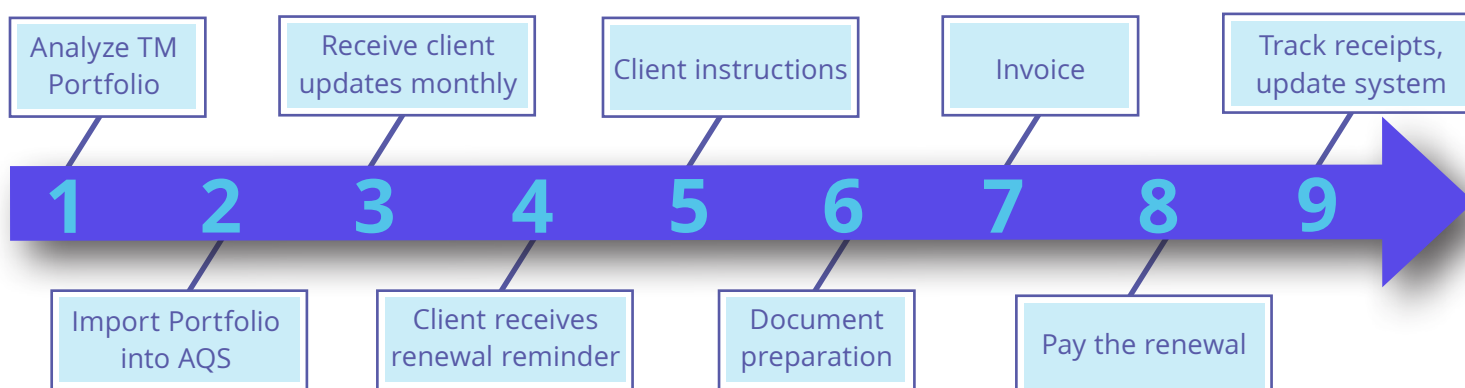 Analyze TM
Portfolio
Receive client
updates monthly
Client instructions
Invoice
Track receipts,
update system
1 2 3 4 5 6 7 8 9
Import Portfolio
into AQS
Client receives
renewal reminder
Document
preparation
Pay the renewal